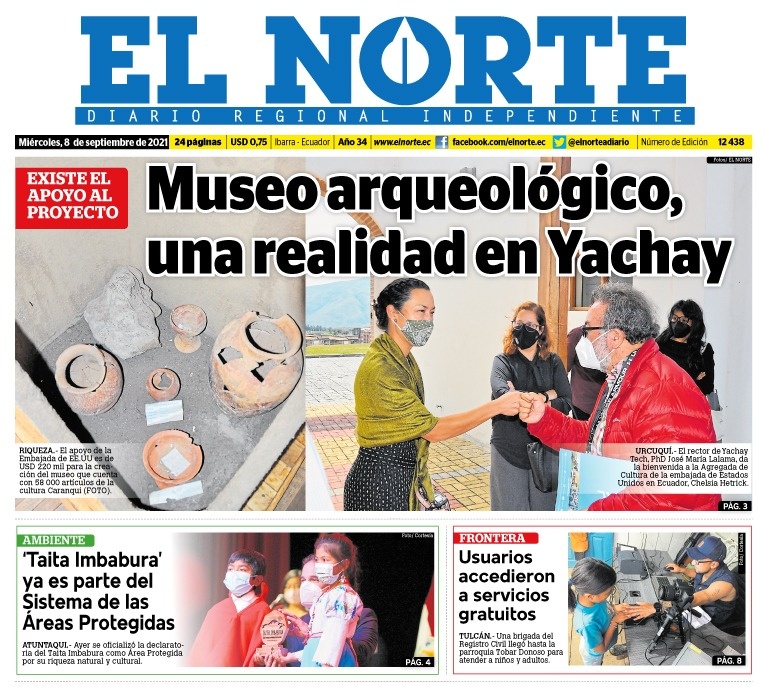 EL NORTE
DIARIO REGIONAL INDEPENDIENTE
Miércoles, 8 de septiembre de 2021 24 páginas USD 0,75 Ibarra - Ecuador Año 34 www.elnorte.ec facebook.com/elnorte.ec @elnorteadiario Número de Edición 12 438
Fotos/ EL NORTE
EXISTE EL
APOYO AL
PROYECTO
Museo arqueológico,
una realidad en Yachay
RIQUEZA.- El apoyo de la
Embajada de EE.UU es de
USD 220 mil para la crea-
ción del museo que cuenta
con 58 000 artículos de la
cultura Caranqui (FOTO).
URCUQUÍ.- El rector de Yachay
Tech, PhD José María Lalama, da
la bienvenida a la Agregada de
Cultura de la embajada de Estados
Unidos en Ecuador, Chelsia Hetrick.
PÁG. 3
AMBIENTE
'Taita Imbabura'
ya es parte del
Sistema de las
Áreas Protegidas
ATUNTAQUI.- Ayer se oficializó la declarato-
ria del Taita Imbabura como Área Protegida
por su riqueza natural y cultural.
Foto/ Cortesía
PÁG. 4
FRONTERA
Usuarios
accedieron
a servicios
gratuitos
TULCÁN.- Una brigada del
Registro Civil llegó hasta la
parroquia Tobar Donoso para
atender a niños y adultos.
Foto/ Cortesía
PÁG. 8